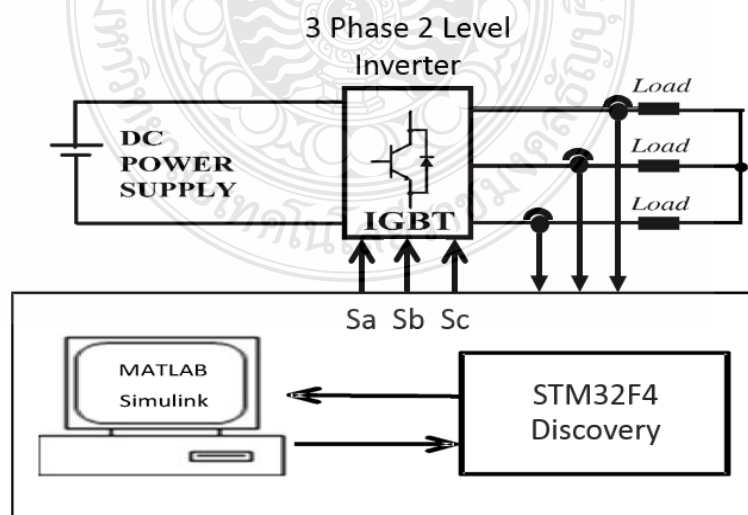 3 Phase 2 Level
Inverter
Load
DC
POWER
SUPPLY
Load
IGBT
Load
Sa Sb Sc
MATLAB
Simulink
STM32F4
Discovery